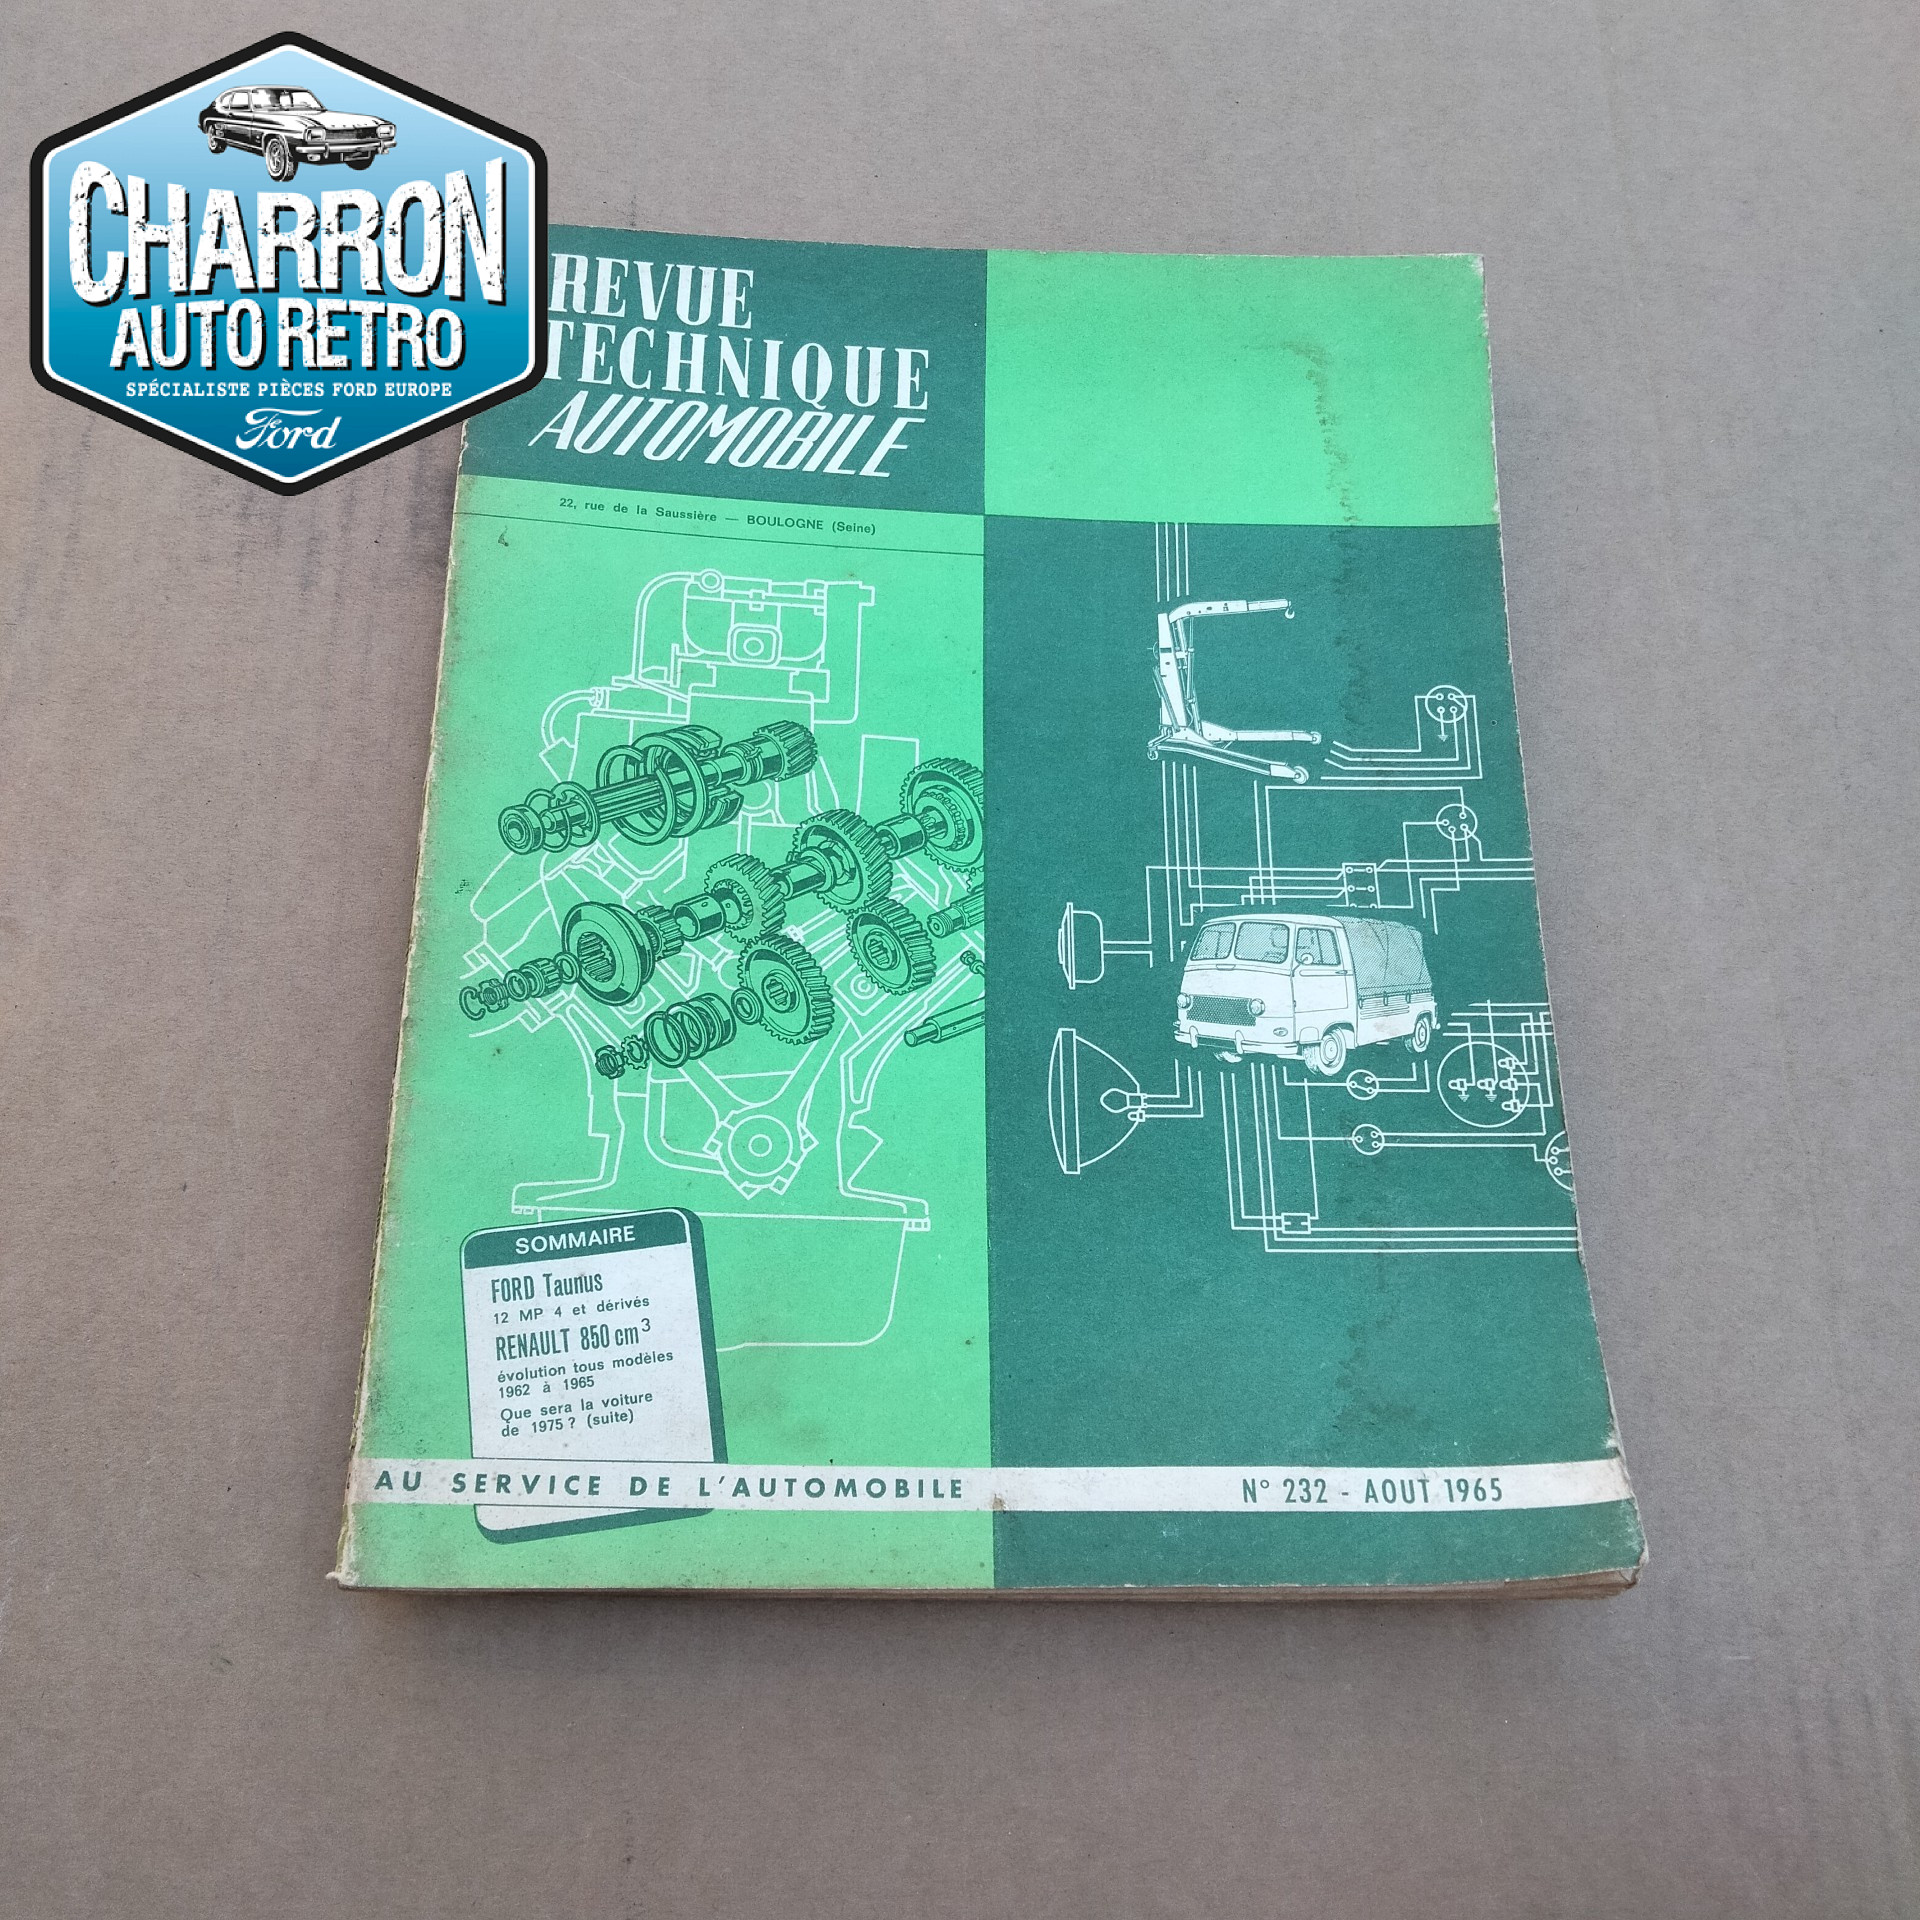 CHARRON
AUTO RETRO
SPÉCIALISTE PIÈCES FORD EUROPE
Ford
REVUE
TECHNIQUE
AUTOMOBILE
22, rue de la Saussière — BOULOGNE (Seine)
SOMMAIRE
FORD Taunus
12 MP 4 et dérivés
RENAULT 850 cm³
évolution tous modèles
1962 à 1965
Que sera la voiture
de 1975 ? (suite)
AU SERVICE DE L'AUTOMOBILE
N° 232 - AOUT 1965